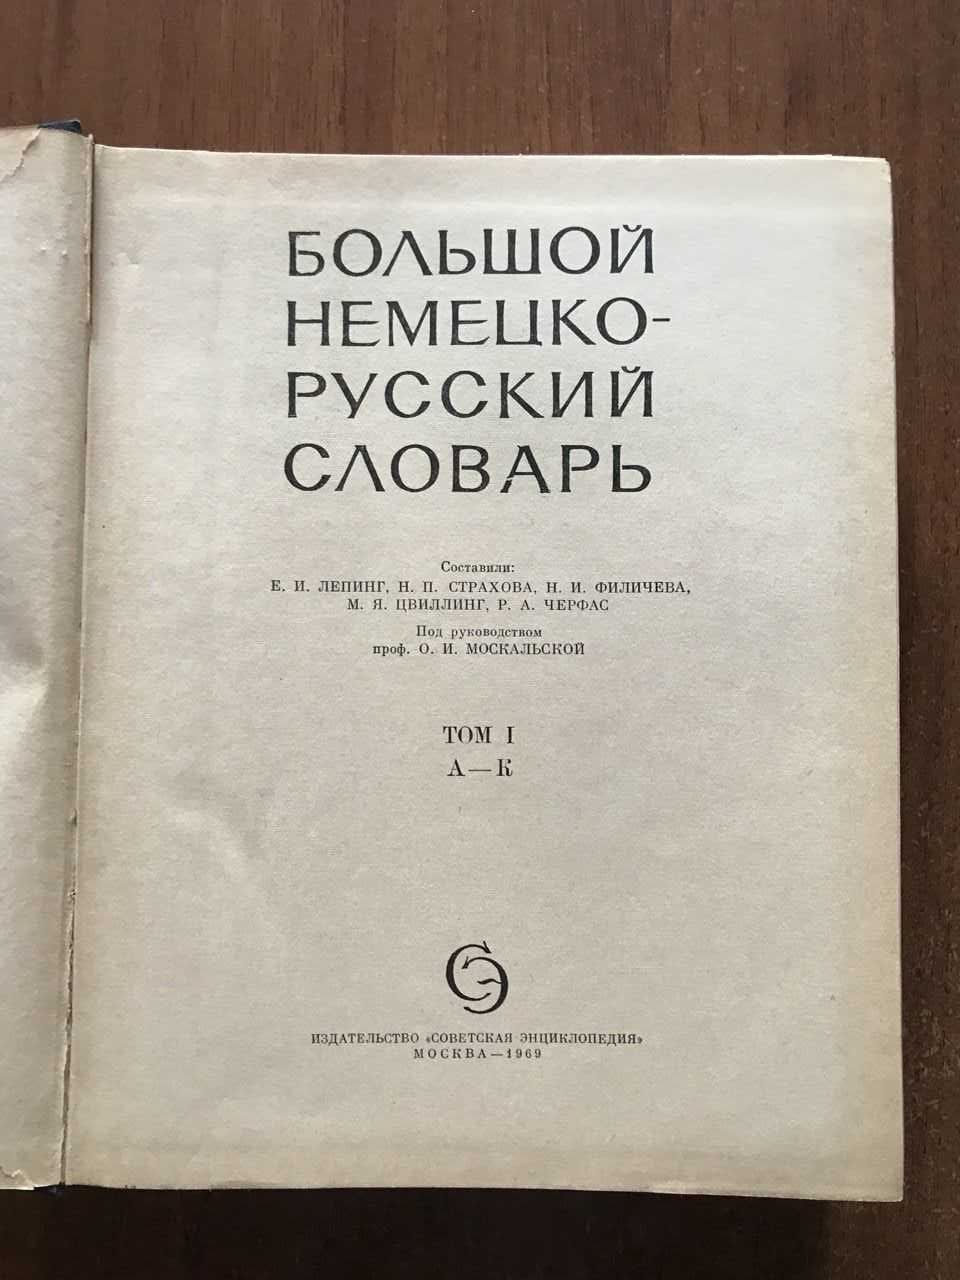 БОЛЬШОЙ
НЕМЕЦКО-
РУССКИЙ
СЛОВАРЬ
Составили:
Е. И. ЛЕПИНГ, Н. П. СТРАХОВА, Н. И. ФИЛИЧЕВА,
М. Я. ЦВИЛЛИНГ, Р. А. ЧЕРФАС
Под руководством
проф. О. И. МОСКАЛЬСКОЙ
ТОМ I
А—К
СЭ
ИЗДАТЕЛЬСТВО «СОВЕТСКАЯ ЭНЦИКЛОПЕДИЯ»
МОСКВА—1969